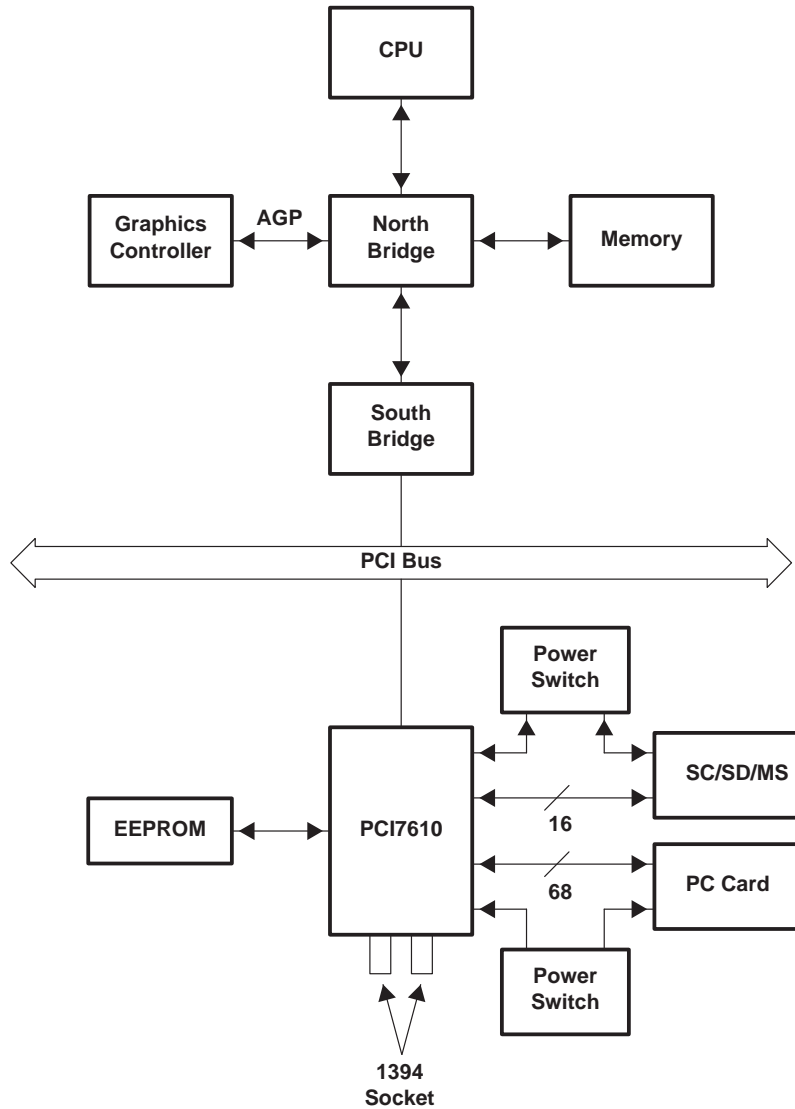 CPU
Graphics
Controller
AGP
North
Bridge
Memory
South
Bridge
PCI Bus
Power
Switch
EEPROM
PCI7610
SC/SD/MS
16
68
PC Card
Power
Switch
1394
Socket